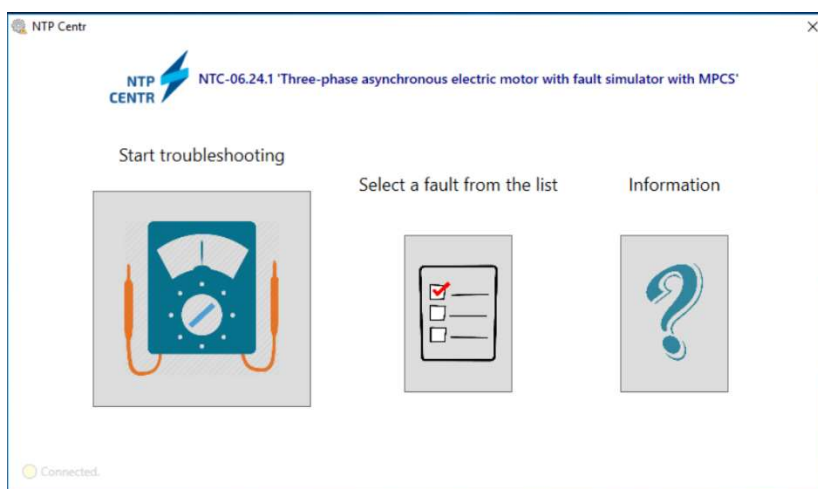 NTP Centr
NTP
CENTR
NTC-06.24.1 'Three-phase asynchronous electric motor with fault simulator with MPCS'
Start troubleshooting
Select a fault from the list
Information
Connected.